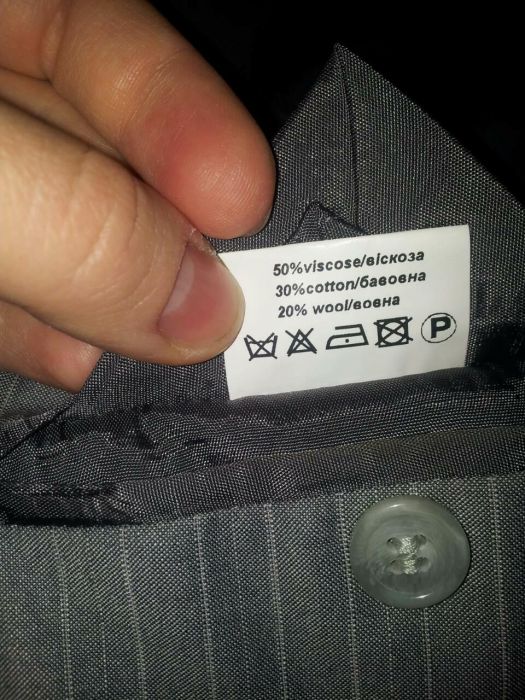 50%viscose/віскоза
30%cotton/бавовна
20% wool/вовна
P